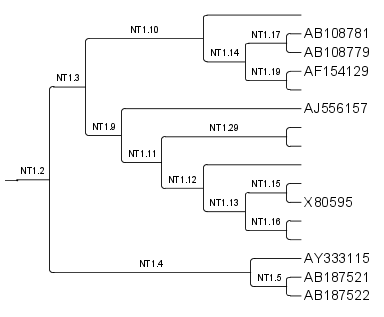 NT1.10
NT1.17
AB108781
AB108779
NT1.14
AF154129
NT1.19
NT1.3
AJ556157
NT1.9
NT1.29
NT1.11
NT1.2
NT1.12
NT1.15
X80595
NT1.13
NT1.16
AY333115
NT1.4
AB187521
NT1.5
AB187522